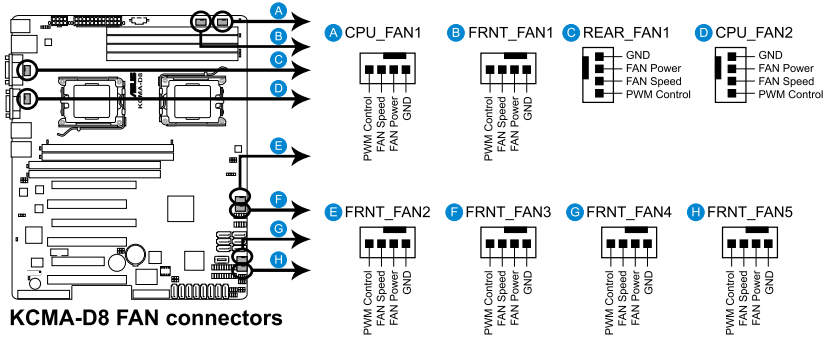 A
B
C
D
E
F
G
H
ASUS
KCMA-D8
A CPU_FAN1
PWM Control
FAN Speed
FAN Power
GND
B FRNT_FAN1
PWM Control
FAN Speed
FAN Power
GND
C REAR_FAN1
GND
FAN Power
FAN Speed
PWM Control
D CPU_FAN2
GND
FAN Power
FAN Speed
PWM Control
E FRNT_FAN2
PWM Control
FAN Speed
FAN Power
GND
F FRNT_FAN3
PWM Control
FAN Speed
FAN Power
GND
G FRNT_FAN4
PWM Control
FAN Speed
FAN Power
GND
H FRNT_FAN5
PWM Control
FAN Speed
FAN Power
GND
KCMA-D8 FAN connectors